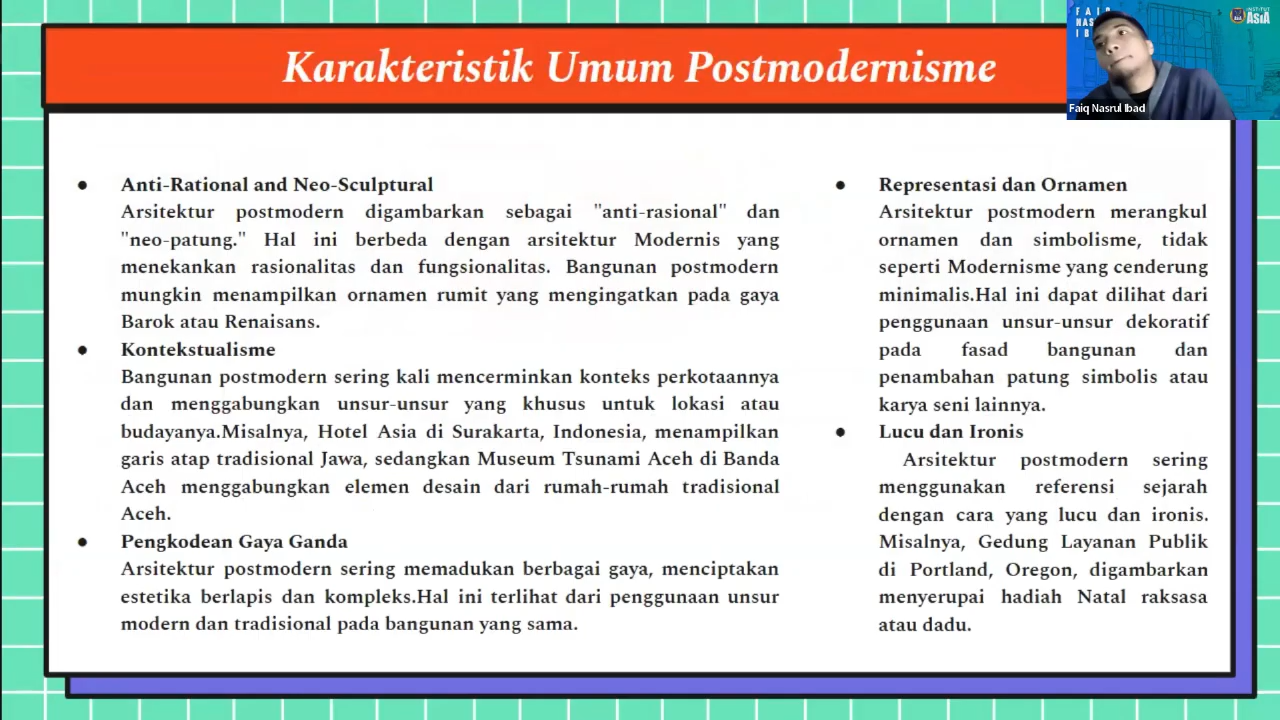 Karakteristik Umum Postmodernisme
FAIQ
NAS
IB
INSTITUT
ASIA
Faiq Nasrul Ibad
Anti-Rational and Neo-Sculptural
Arsitektur postmodern digambarkan sebagai "anti-rasional" dan
"neo-patung." Hal ini berbeda dengan arsitektur Modernis yang
menekankan rasionalitas dan fungsionalitas. Bangunan postmodern
mungkin menampilkan ornamen rumit yang mengingatkan pada gaya
Barok atau Renaisans.
Kontekstualisme
Bangunan postmodern sering kali mencerminkan konteks perkotaannya
dan menggabungkan unsur-unsur yang khusus untuk lokasi atau
budayanya.Misalnya, Hotel Asia di Surakarta, Indonesia, menampilkan
garis atap tradisional Jawa, sedangkan Museum Tsunami Aceh di Banda
Aceh menggabungkan elemen desain dari rumah-rumah tradisional
Aceh.
Pengkodean Gaya Ganda
Arsitektur postmodern sering memadukan berbagai gaya, menciptakan
estetika berlapis dan kompleks.Hal ini terlihat dari penggunaan unsur
modern dan tradisional pada bangunan yang sama.
Representasi dan Ornamen
Arsitektur postmodern merangkul
ornamen dan simbolisme, tidak
seperti Modernisme yang cenderung
minimalis.Hal ini dapat dilihat dari
penggunaan unsur-unsur dekoratif
pada fasad bangunan dan
penambahan patung simbolis atau
karya seni lainnya.
Lucu dan Ironis
Arsitektur postmodern sering
menggunakan referensi sejarah
dengan cara yang lucu dan ironis.
Misalnya, Gedung Layanan Publik
di Portland, Oregon, digambarkan
menyerupai hadiah Natal raksasa
atau dadu.